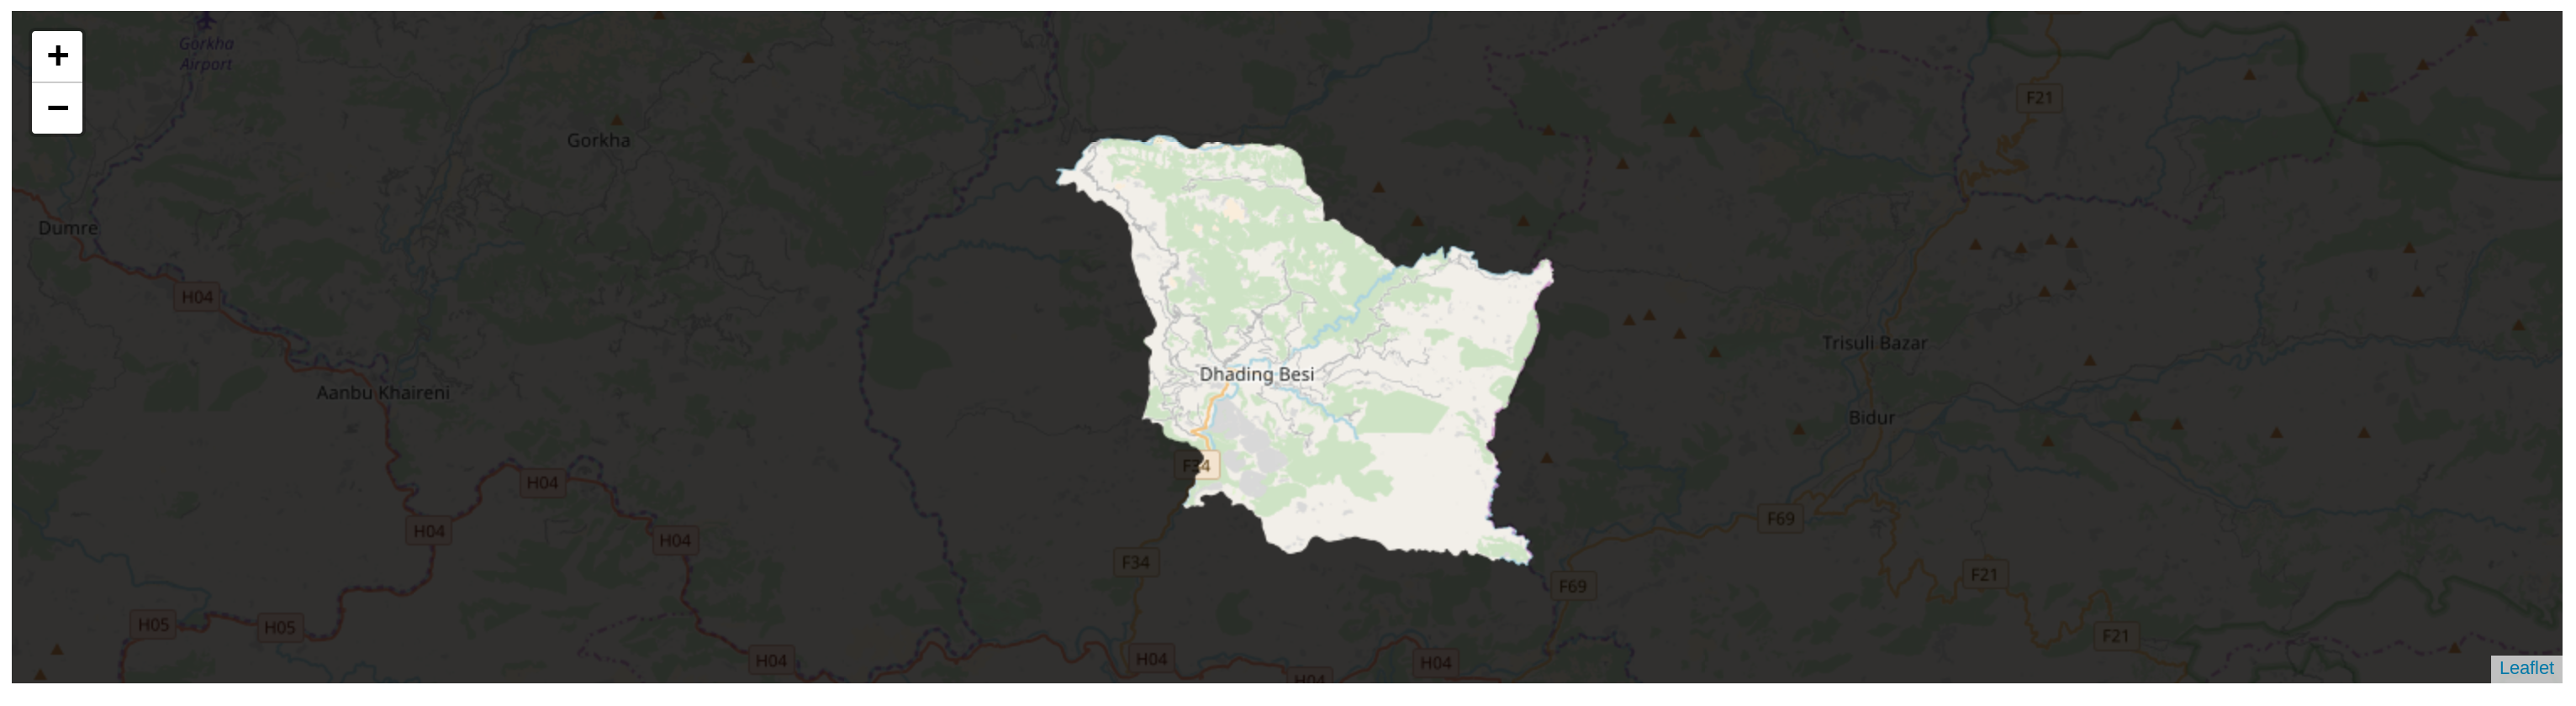 +
−
Gorkha
Airport
F21
Gorkha
Dumre
H04
Trisuli Bazar
Dhading Besi
Aanbu Khaireni
Bidur
F34
H04
F69
H04
H04
F34
F21
F69
H05
H05
F21
H04
H04
H04
H04
Leaflet